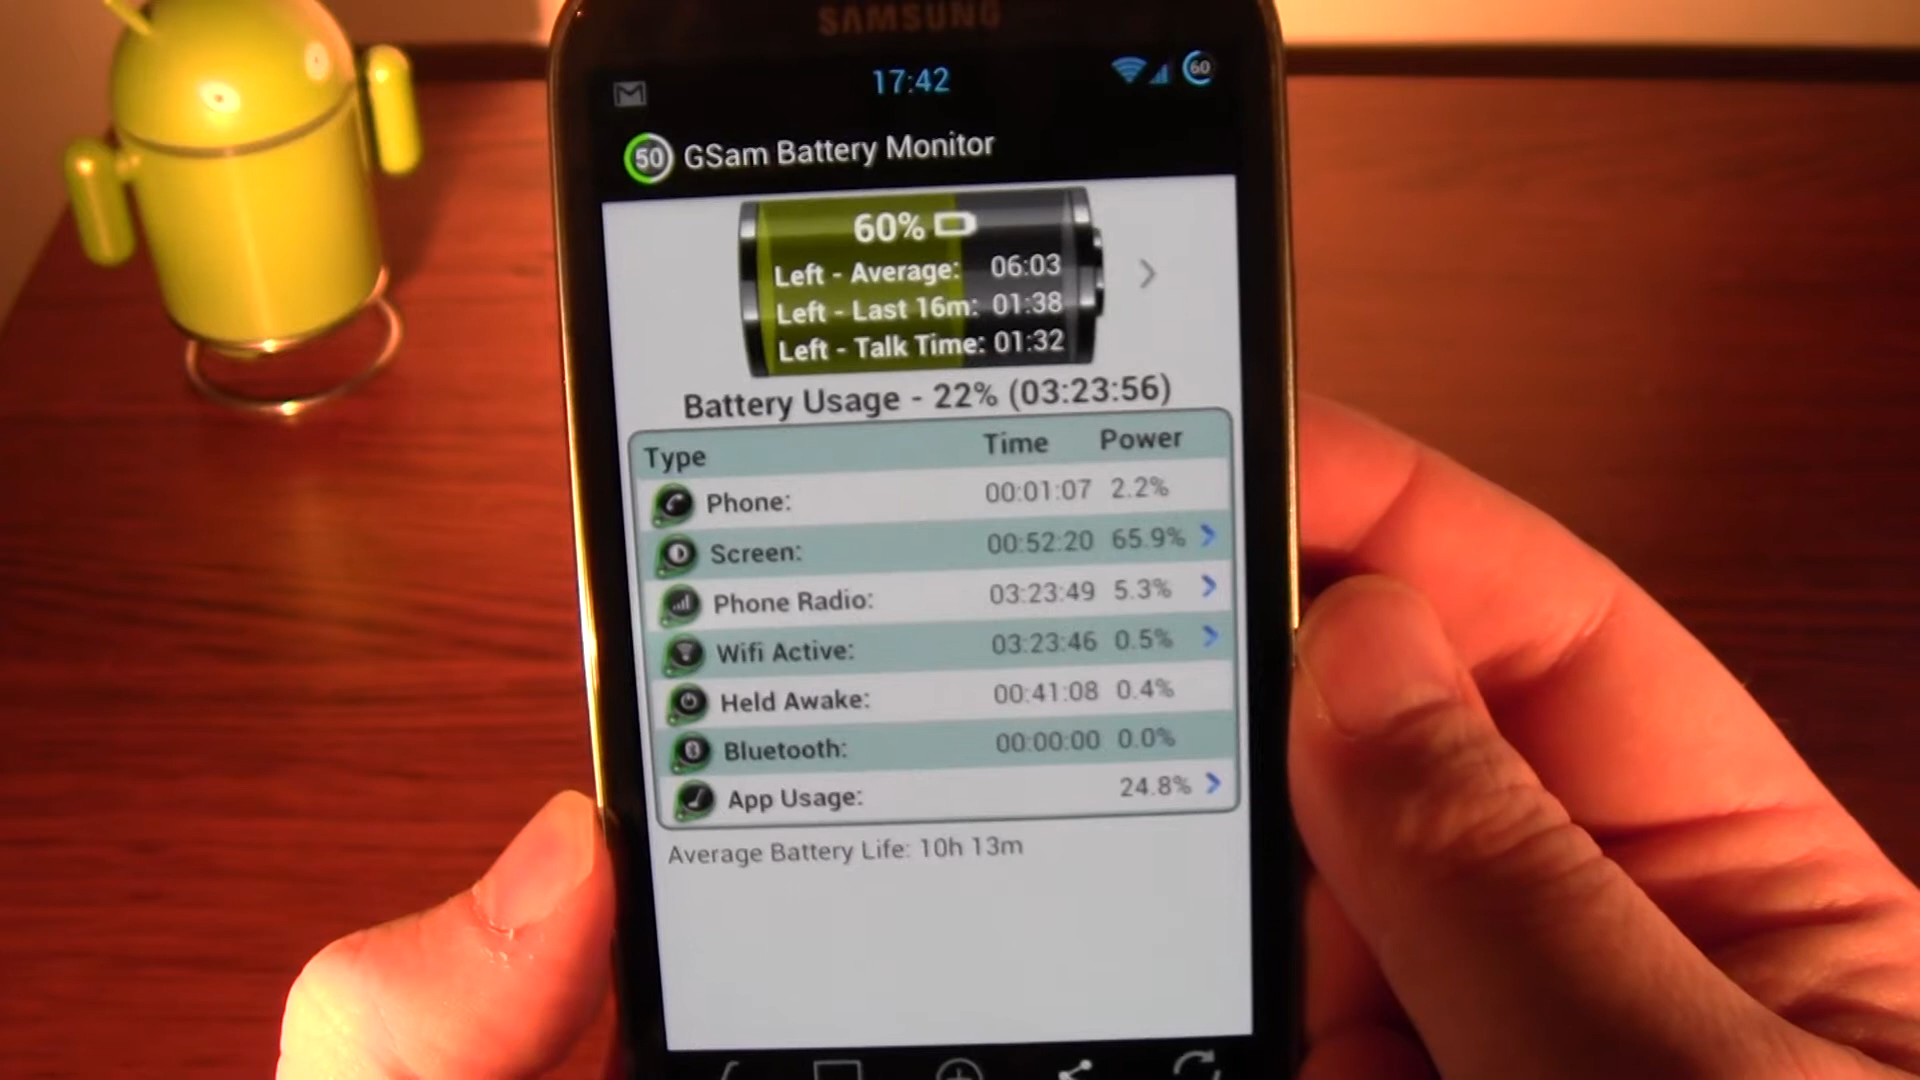 SAMSUNG
17:42
60
50 GSam Battery Monitor
60%
Left - Average: 06:03
Left - Last 16m: 01:38
Left - Talk Time: 01:32
Battery Usage - 22% (03:23:56)
Type Time Power
Phone: 00:01:07 2.2%
Screen: 00:52:20 65.9%
Phone Radio: 03:23:49 5.3%
Wifi Active: 03:23:46 0.5%
Held Awake: 00:41:08 0.4%
Bluetooth: 00:00:00 0.0%
App Usage: 24.8%
Average Battery Life: 10h 13m